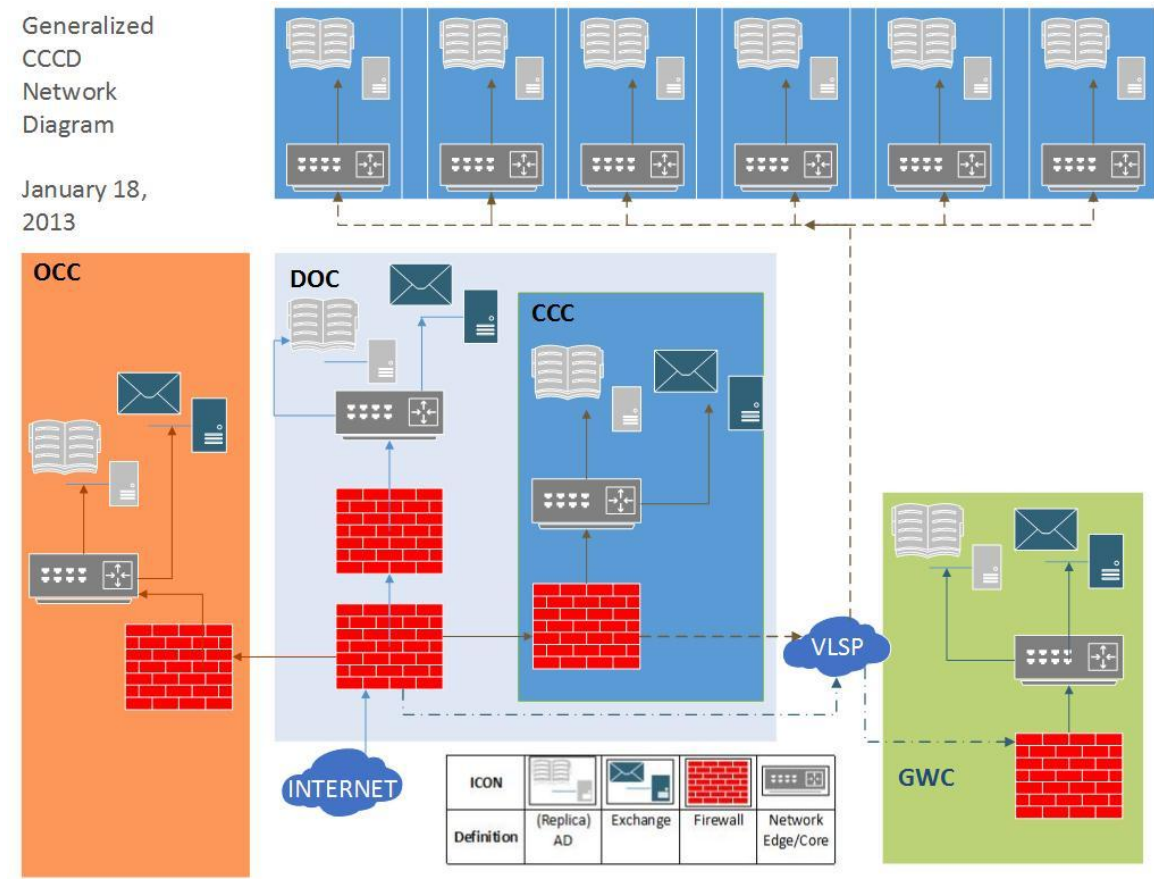 Generalized
CCCD
Network
Diagram
January 18,
2013
OCC
DOC
CCC
VLSP
GWC
INTERNET
ICON
Definition
(Replica)
AD
Exchange
Firewall
Network
Edge/Core